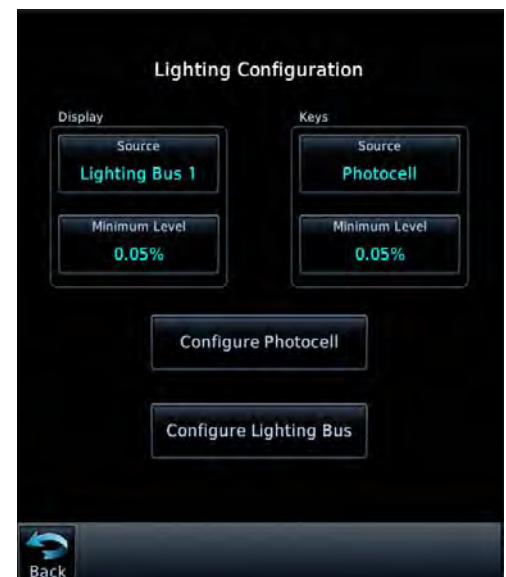 Lighting Configuration
Display
Source
Lighting Bus 1
Minimum Level
0.05%
Keys
Source
Photocell
Minimum Level
0.05%
Configure Photocell
Configure Lighting Bus
Back